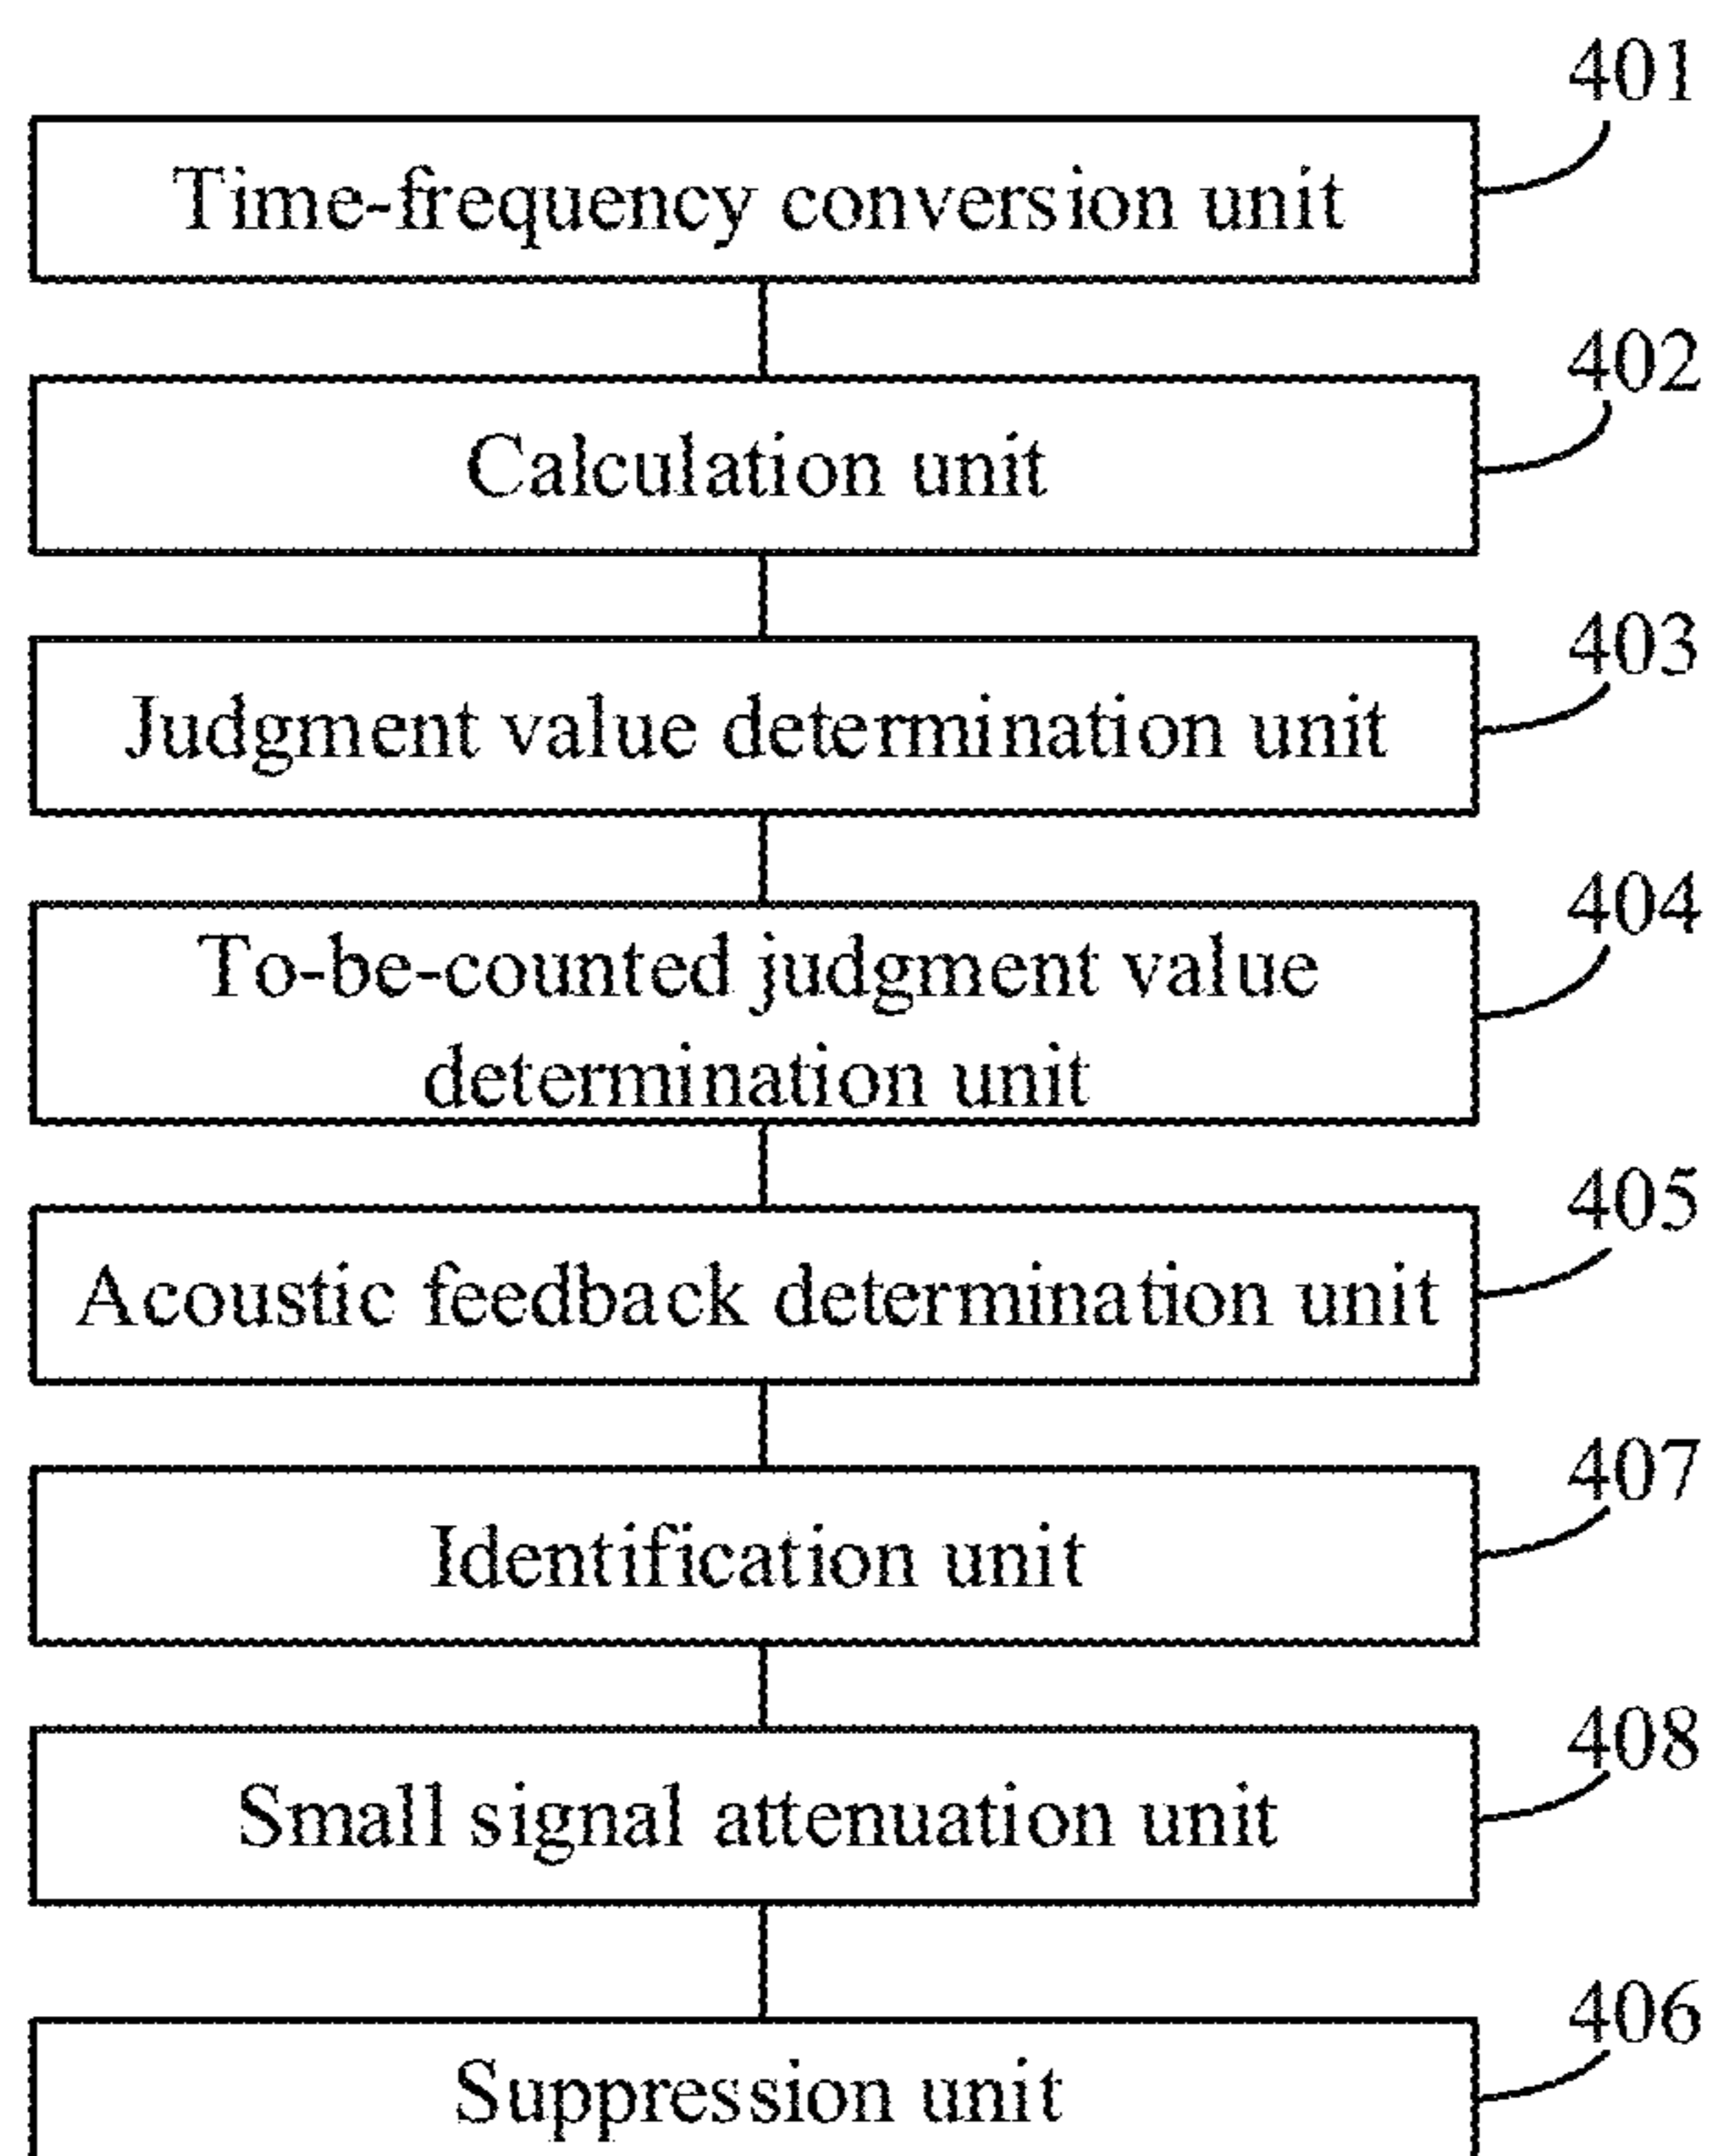 401
Time-frequency conversion unit
402
Calculation unit
403
Judgment value determination unit
404
To-be-counted judgment value
determination unit
405
Acoustic feedback determination unit
407
Identification unit
408
Small signal attenuation unit
406
Suppression unit